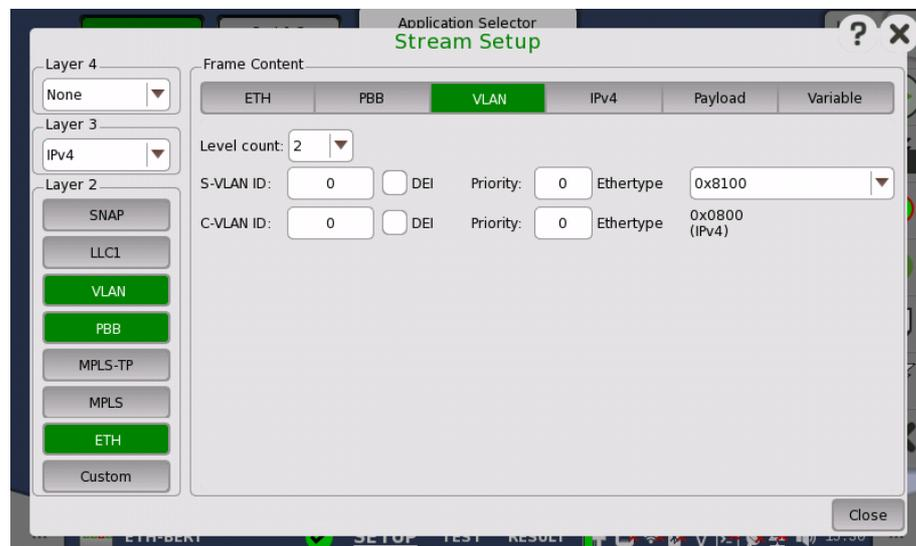 Application Selector
Stream Setup
?
Layer 4
None
Layer 3
IPv4
Layer 2
SNAP
LLC1
VLAN
PBB
MPLS-TP
MPLS
ETH
Custom
Frame Content
ETH PBB VLAN IPv4 Payload Variable
Level count: 2
S-VLAN ID: 0 DEI Priority: 0 Ethertype 0x8100
C-VLAN ID: 0 DEI Priority: 0 Ethertype 0x0800
(IPv4)
Close
ETH-BERT SETUP TEST RESULT